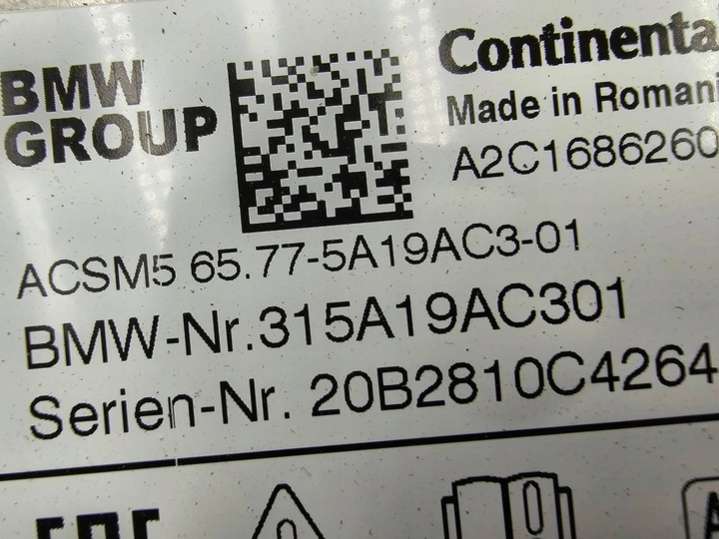 BMW
GROUP
Continenta
Made in Romani
A2C1686260
ACSM5 65.77-5A19AC3-01
BMW-Nr.315A19AC301
Serien-Nr. 20B2810C4264